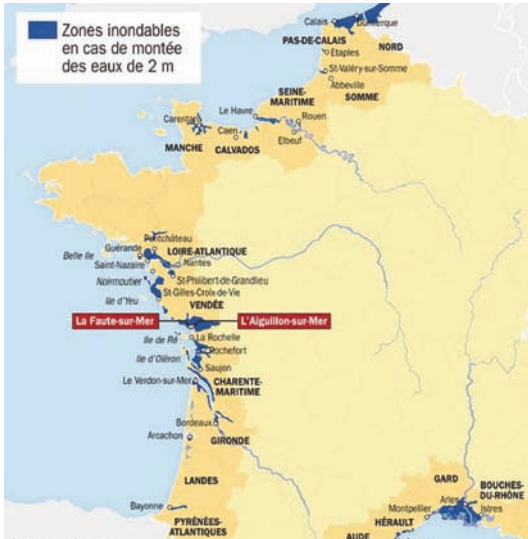 Zones inondables
en cas de montée
des eaux de 2 m
Calais
Dunkerque
PAS-DE-CALAIS
NORD
Etaples
St-Valéry-sur-Somme
Abbeville
SOMME
SEINE-
MARITIME
Le Havre
Rouen
Carentan
Caen
Elbeuf
MANCHE
CALVADOS
Pontchâteau
Guérande
LOIRE-ATLANTIQUE
Belle Ile
Saint-Nazaire
Nantes
Noirmoutier
St-Philibert-de-Grandlieu
St-Gilles-Croix-de-Vie
Ile d'Yeu
VENDÉE
La Faute-sur-Mer
L'Aiguillon-sur-Mer
Ile de Ré
La Rochelle
Rochefort
Ile d'Oléron
Saujon
Le Verdon-sur-Mer
CHARENTE-
MARITIME
Bordeaux
Arcachon
GIRONDE
LANDES
GARD
BOUCHES-
DU-RHÔNE
Arles
Bayonne
Montpellier
Istres
HÉRAULT
PYRÉNÉES-
ATLANTIQUES
AUDE